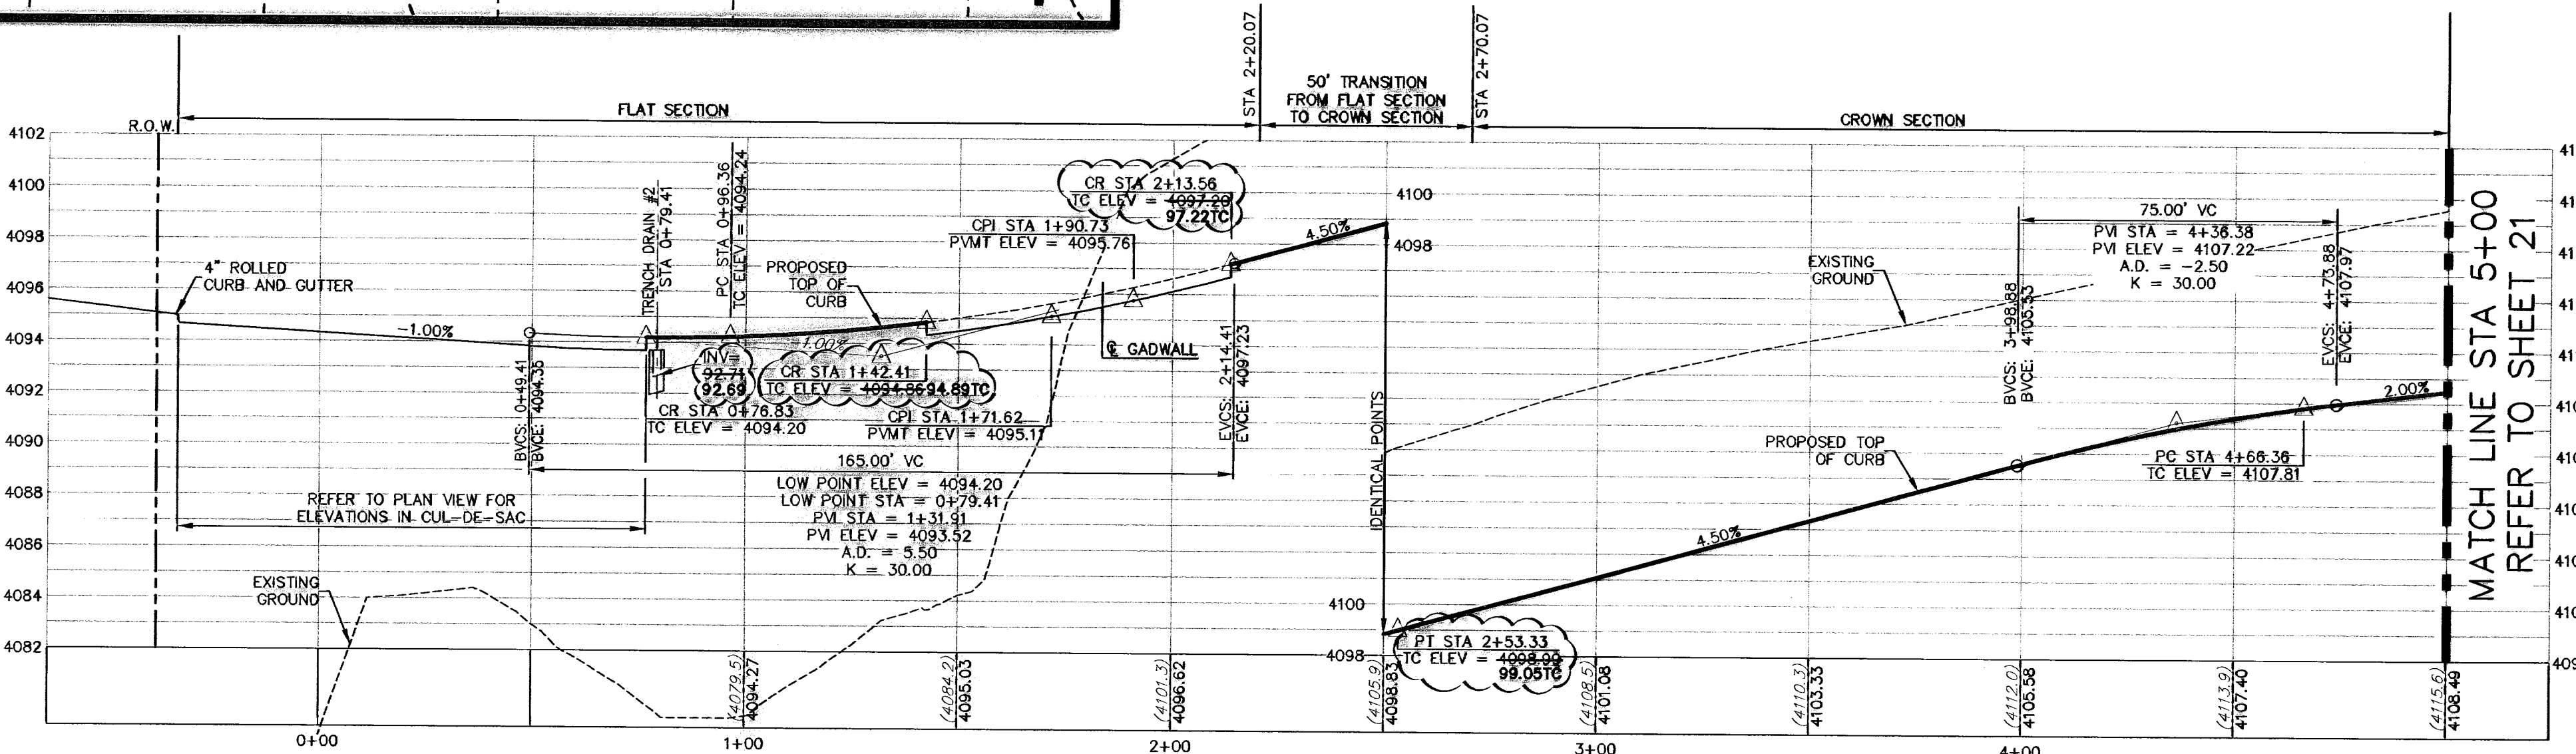 STA 2+20.07
STA 2+70.07
50' TRANSITION
FROM FLAT SECTION
TO CROWN SECTION
FLAT SECTION
CROWN SECTION
R.O.W.
4102
4100
4098
4096
4094
4092
4090
4088
4086
4084
4082
4" ROLLED
CURB AND GUTTER
-1.00%
TRENCH DRAIN #2
STA 0+79.41
PC STA 0+96.36
TC ELEV = 4094.24
PROPOSED
TOP OF
CURB
CPI STA 1+90.73
PVMT ELEV = 4095.76
CR STA 2+13.56
TC ELEV = 4097.20
97.22TC
4.50%
4100
4098
1.00%
℄ GADWALL
INV=
92.71
92.69
CR STA 1+42.41
TC ELEV = 4094.86 94.89TC
CR STA 0+76.83
TC ELEV = 4094.20
CPI STA 1+71.62
PVMT ELEV = 4095.11
BVCS: 0+49.41
BVCE: 4094.35
EVCS: 2+14.41
EVCE: 4097.23
165.00' VC
LOW POINT ELEV = 4094.20
LOW POINT STA = 0+79.41
PVI STA = 1+31.91
PVI ELEV = 4093.52
A.D. = 5.50
K = 30.00
REFER TO PLAN VIEW FOR
ELEVATIONS IN CUL-DE-SAC
EXISTING
GROUND
IDENTICAL POINTS
4100
4098
PT STA 2+53.33
TC ELEV = 4098.99
99.05TC
4.50%
EXISTING
GROUND
PROPOSED TOP
OF CURB
75.00' VC
PVI STA = 4+36.38
PVI ELEV = 4107.22
A.D. = -2.50
K = 30.00
BVCS: 3+98.88
BVCE: 4105.53
EVCS: 4+73.88
EVCE: 4107.97
2.00%
PC STA 4+66.36
TC ELEV = 4107.81
MATCH LINE STA 5+00
REFER TO SHEET 21
(4079.5)
4094.27
(4084.2)
4095.03
(4101.3)
4096.62
(4105.9)
4098.83
(4108.5)
4101.08
(4110.3)
4103.33
(4112.0)
4105.58
(4113.9)
4107.40
(4115.6)
4108.49
0+00
1+00
2+00
3+00
4+00